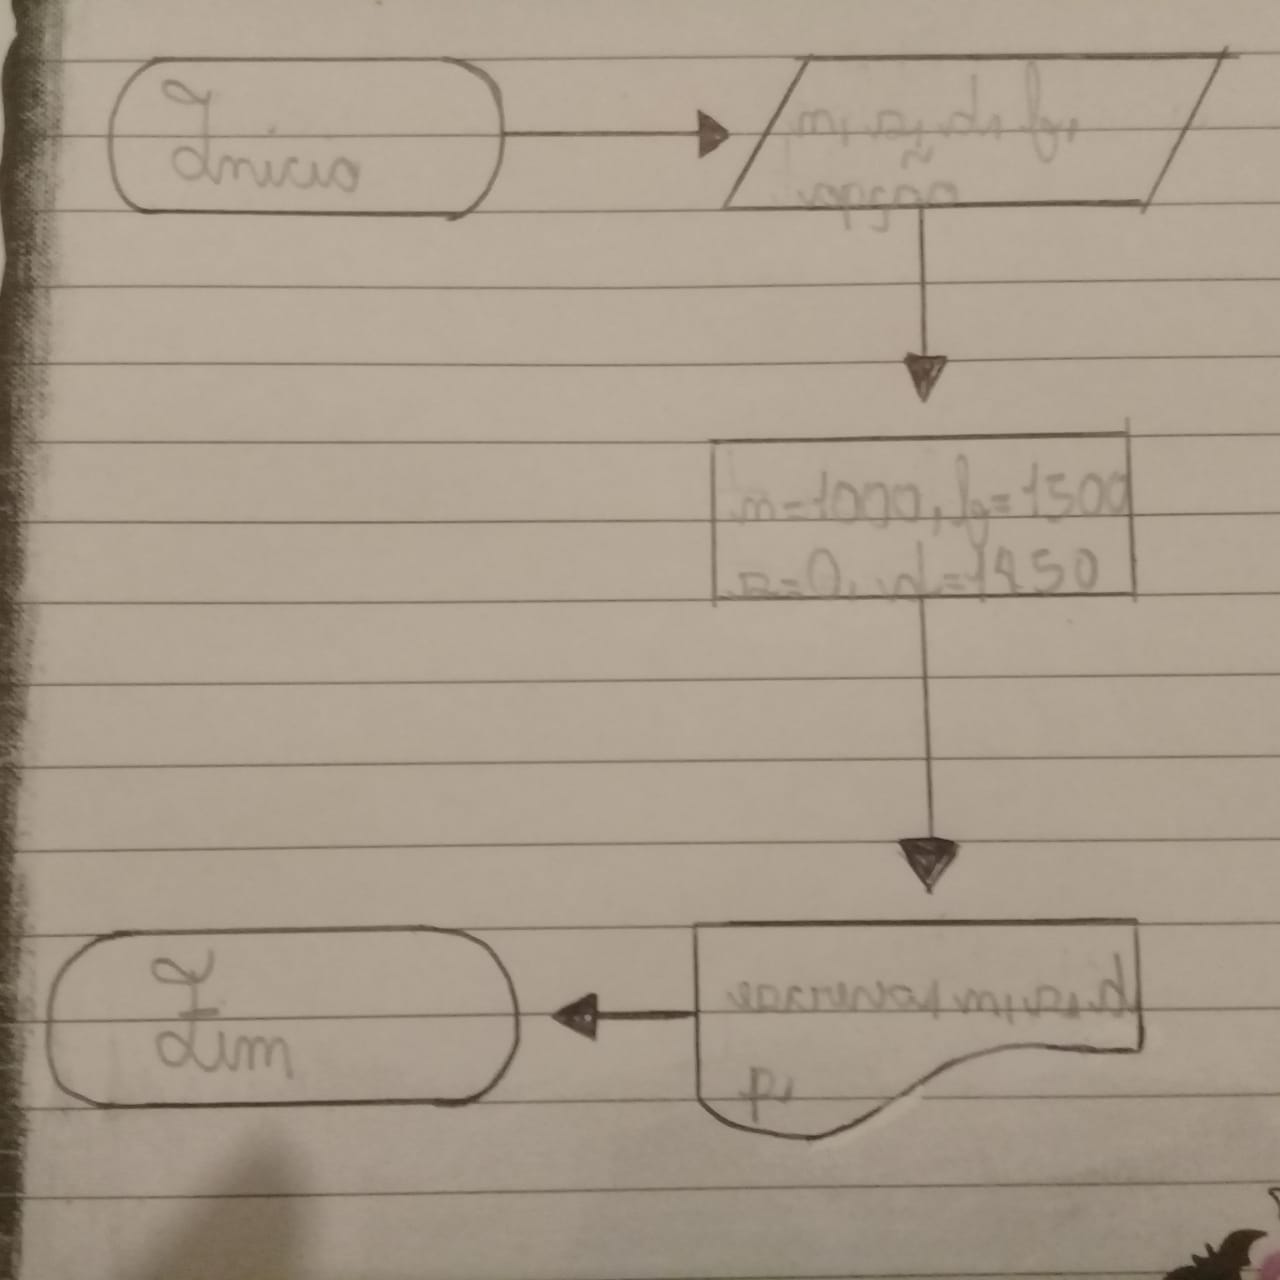 Início
m, s, d, f,
opção
m=1000, f=1500
s=0, d=1450
escreva, m, s, d
p,
Fim